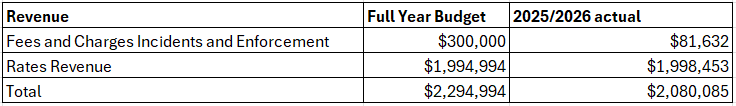 Revenue Full Year Budget 2025/2026 actual
Fees and Charges Incidents and Enforcement $300,000 $81,632
Rates Revenue $1,994,994 $1,998,453
Total $2,294,994 $2,080,085